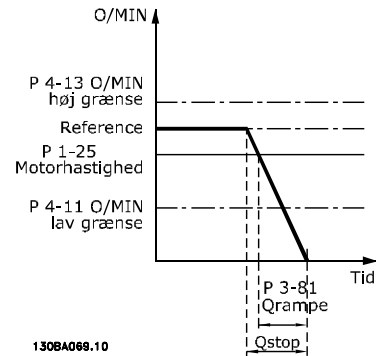 O/MIN
P 4-13 O/MIN
høj grænse
Reference
P 1-25
Motorhastighed
P 4-11 O/MIN
lav grænse
Tid
P 3-81
Qrampe
Qstop
130BA069.10